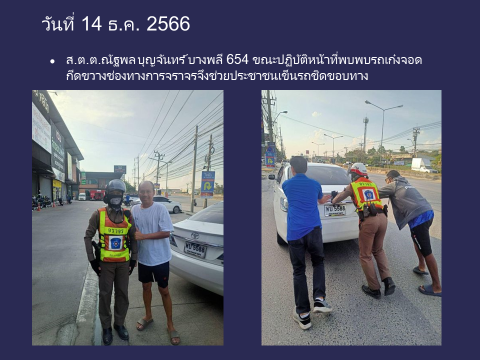 วันที่ 14 ธ.ค. 2566
• ส.ต.ต.ณัฐพล บุญจันทร์ บางพลี 654 ขณะปฏิบัติหน้าที่พบพบรถเก๋งจอด
กีดขวางช่องทางการจราจรจึงช่วยประชาชนเข็นรถชิดขอบทาง